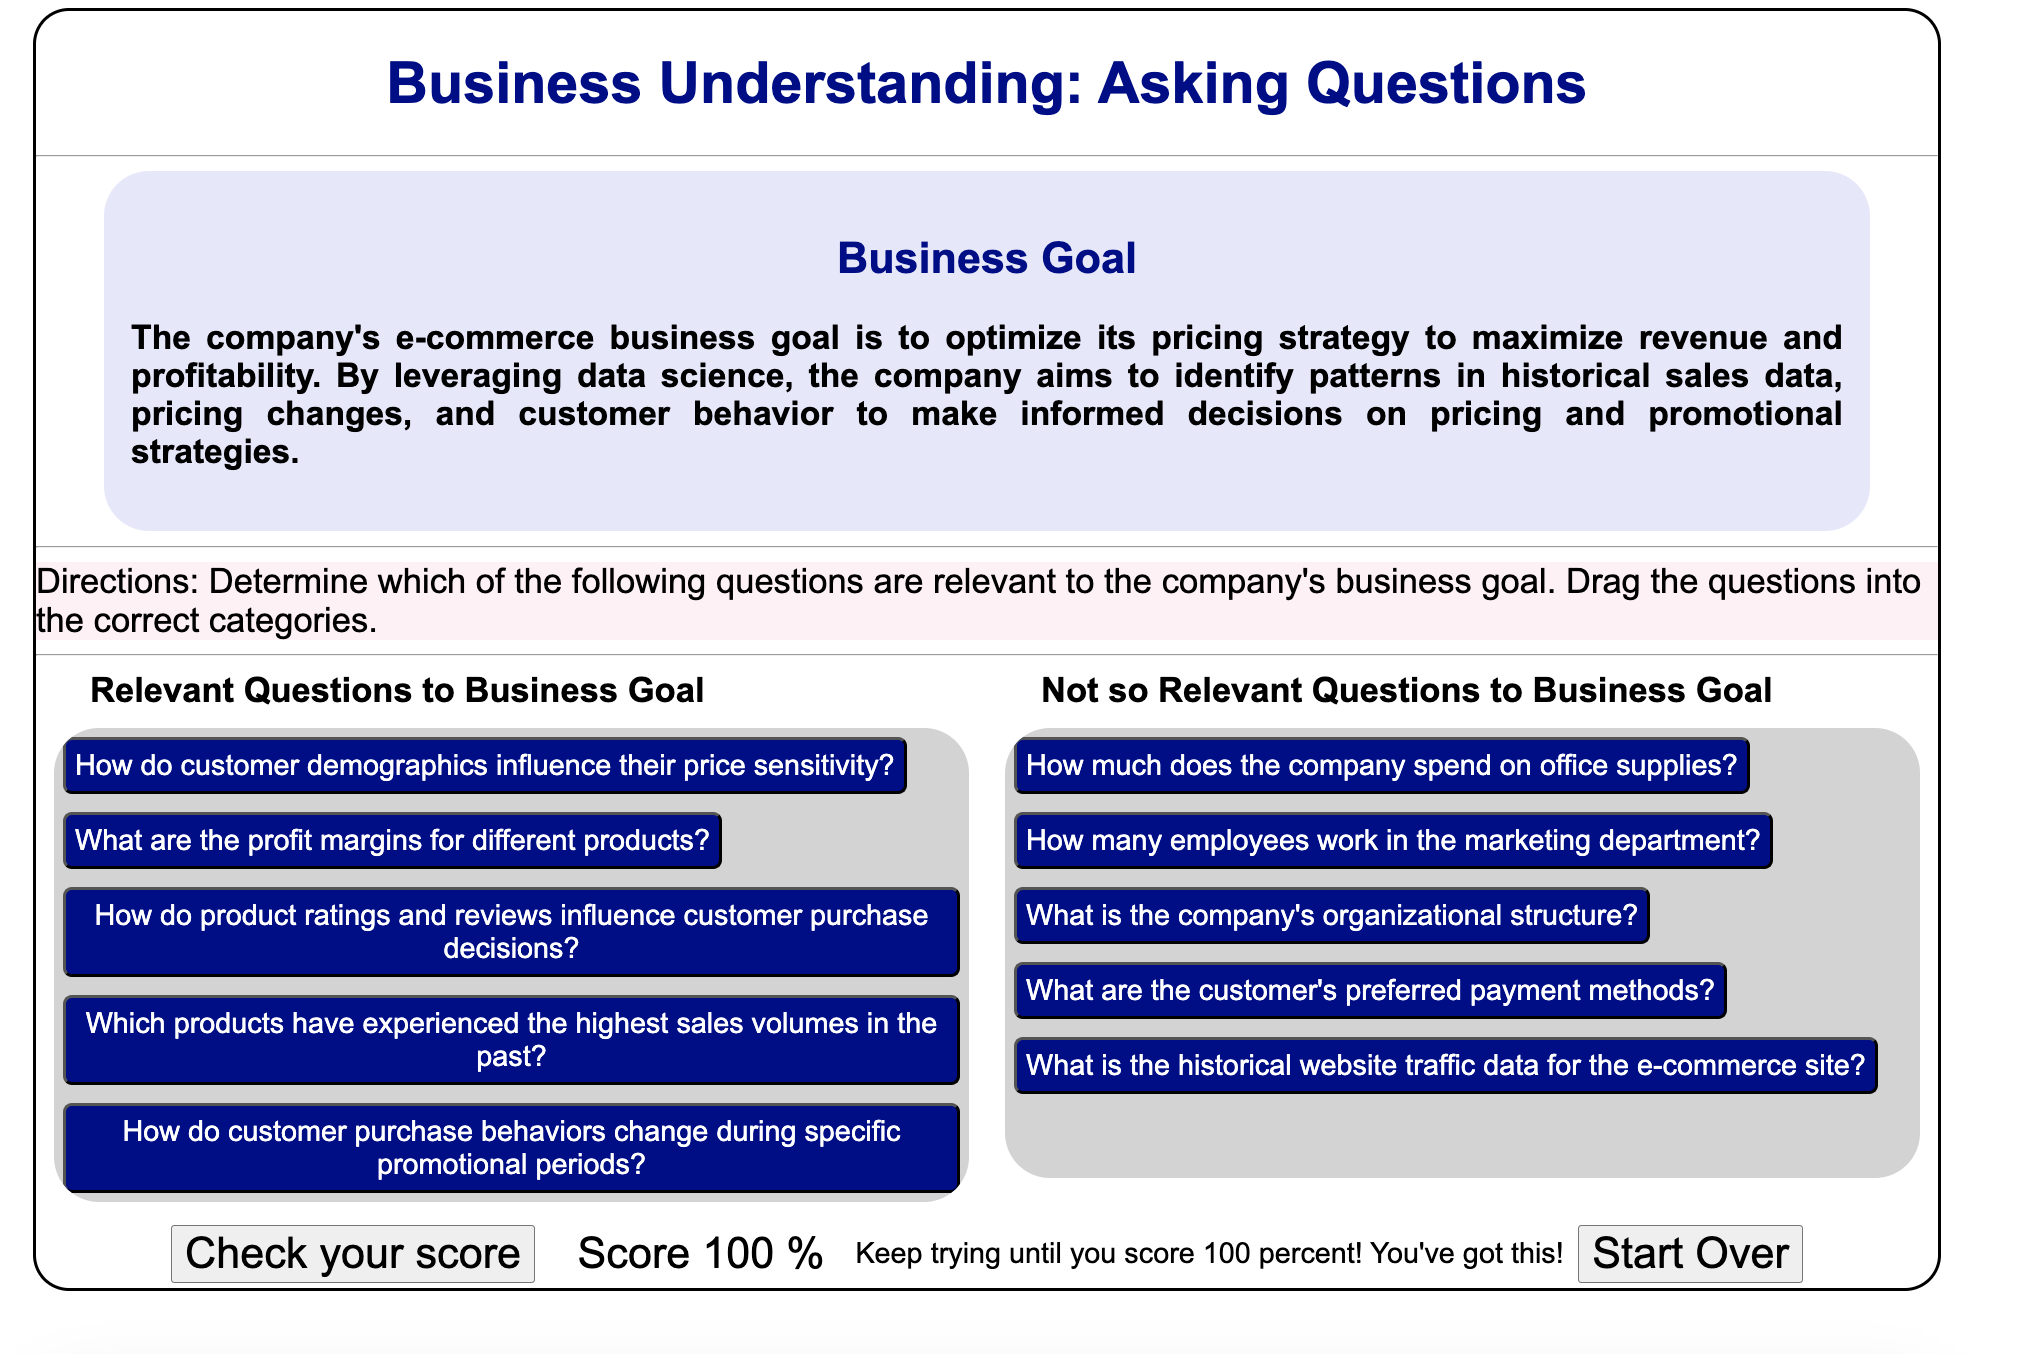 Business Understanding: Asking Questions
Business Goal
The company's e-commerce business goal is to optimize its pricing strategy to maximize revenue and
profitability. By leveraging data science, the company aims to identify patterns in historical sales data,
pricing changes, and customer behavior to make informed decisions on pricing and promotional
strategies.
Directions: Determine which of the following questions are relevant to the company's business goal. Drag the questions into
the correct categories.
Relevant Questions to Business Goal
How do customer demographics influence their price sensitivity?
What are the profit margins for different products?
How do product ratings and reviews influence customer purchase
decisions?
Which products have experienced the highest sales volumes in the
past?
How do customer purchase behaviors change during specific
promotional periods?
Not so Relevant Questions to Business Goal
How much does the company spend on office supplies?
How many employees work in the marketing department?
What is the company's organizational structure?
What are the customer's preferred payment methods?
What is the historical website traffic data for the e-commerce site?
Check your score
Score 100 %
Keep trying until you score 100 percent! You've got this!
Start Over